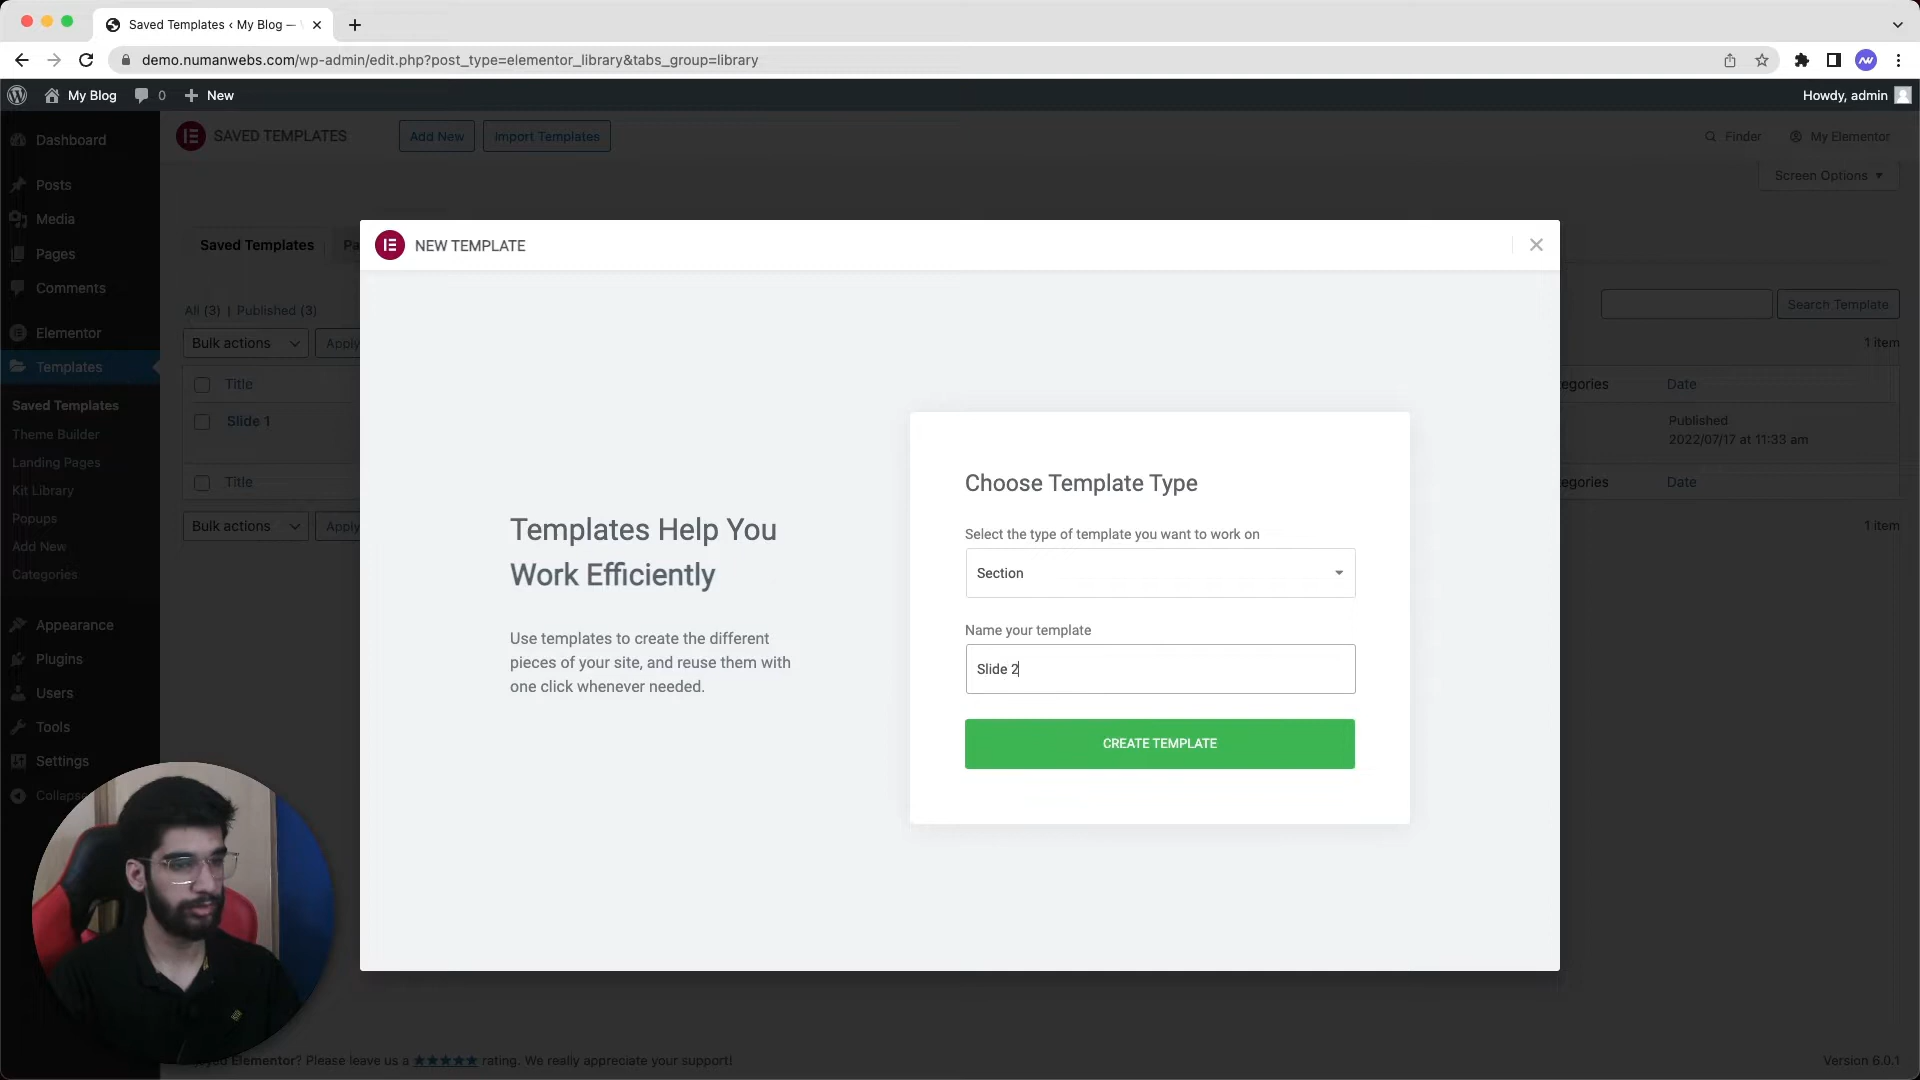 Saved Templates ‹ My Blog —
demo.numanwebs.com/wp-admin/edit.php?post_type=elementor_library&tabs_group=library
My Blog
0
New
Howdy, admin
Dashboard
Posts
Media
Pages
Comments
Elementor
Templates
Saved Templates
Theme Builder
Landing Pages
Kit Library
Popups
Add New
Categories
Appearance
Plugins
Users
Tools
Settings
Collapse
SAVED TEMPLATES
Add New
Import Templates
Finder
My Elementor
Screen Options
Saved Templates
Pa
All (3) | Published (3)
Search Template
Bulk actions
Apply
1 item
Title
egories
Date
Slide 1
Published
2022/07/17 at 11:33 am
Title
egories
Date
Bulk actions
Apply
1 item
NEW TEMPLATE
Templates Help You
Work Efficiently
Use templates to create the different
pieces of your site, and reuse them with
one click whenever needed.
Choose Template Type
Select the type of template you want to work on
Section
Name your template
Slide 2
CREATE TEMPLATE
Elementor? Please leave us a ★★★★★ rating. We really appreciate your support!
Version 6.0.1